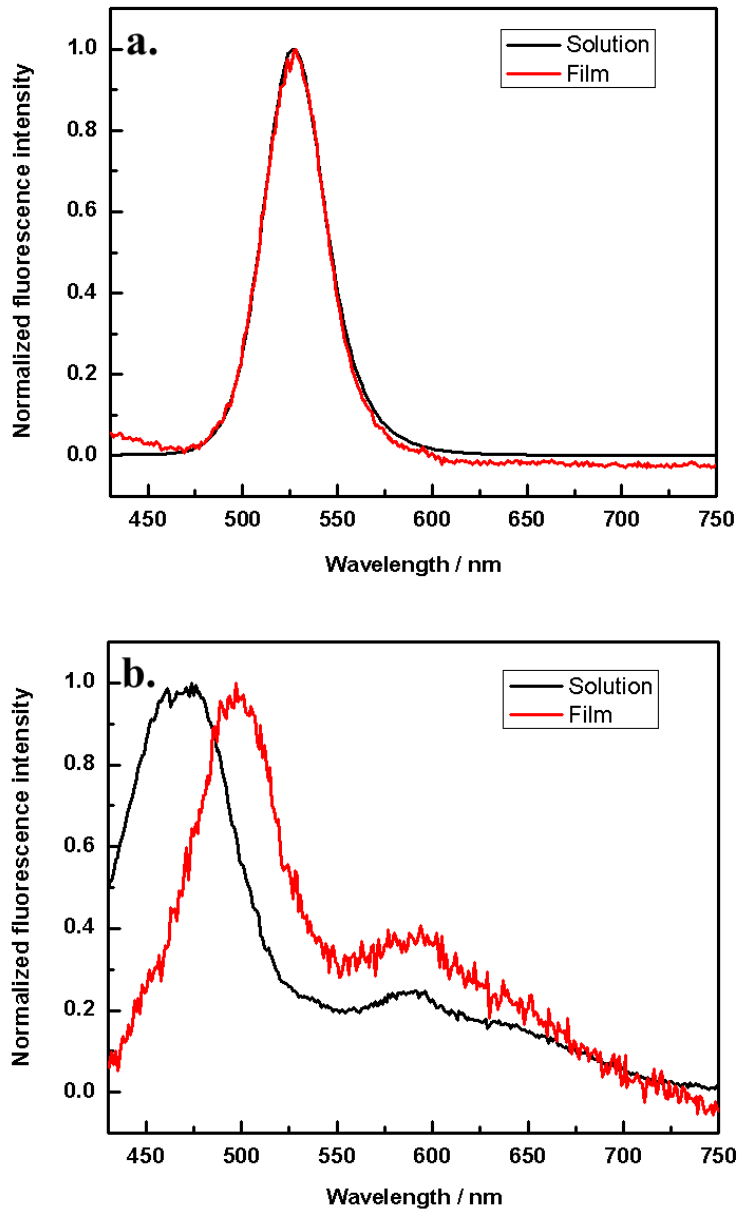 a.
Solution
Film
Normalized fluorescence intensity
1.0
0.8
0.6
0.4
0.2
0.0
450 500 550 600 650 700 750
Wavelength / nm
b.
Solution
Film
Normalized fluorescence intensity
1.0
0.8
0.6
0.4
0.2
0.0
450 500 550 600 650 700 750
Wavelength / nm